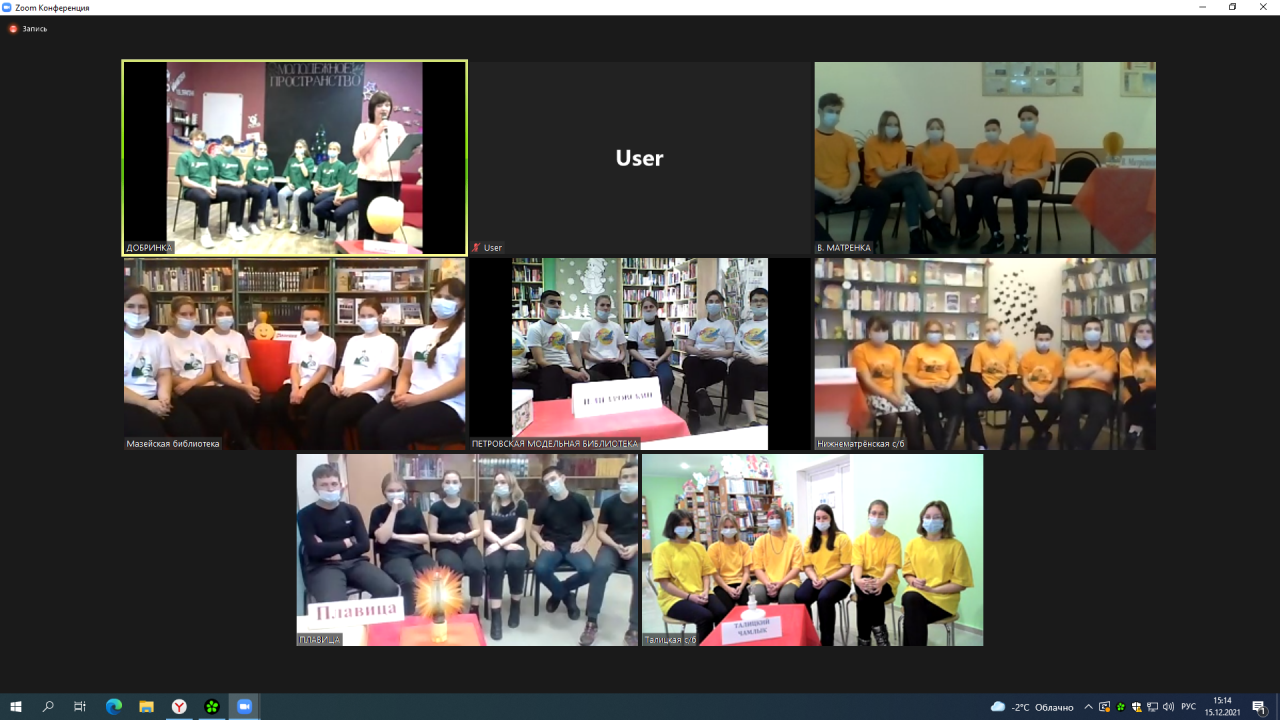 Zoom Конференция
Запись
МОЛОДЕЖНОЕ
ПРОСТРАНСТВО
ДОБРИНКА
User
User
В. МАТРЕНКА
Мазейская библиотека
ПЕТРОВСКАЯ МОДЕЛЬНАЯ БИБЛИОТЕКА
Нижнематрёнская с/б
Плавица
ПЛАВИЦА
ТАЛИЦКИЙ
ЧАМЛЫК
Талицкая с/б
-2°C Облачно
РУС
15:14
15.12.2021
1